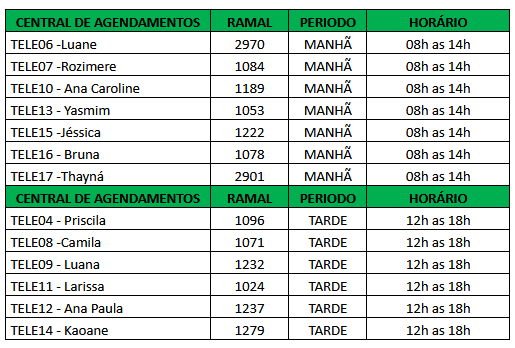 CENTRAL DE AGENDAMENTOS RAMAL PERIODO HORÁRIO
TELE06 -Luane 2970 MANHÃ 08h as 14h
TELE07 -Rozimere 1084 MANHÃ 08h as 14h
TELE10 - Ana Caroline 1189 MANHÃ 08h as 14h
TELE13 - Yasmim 1053 MANHÃ 08h as 14h
TELE15 -Jéssica 1222 MANHÃ 08h as 14h
TELE16 - Bruna 1078 MANHÃ 08h as 14h
TELE17 -Thayná 2901 MANHÃ 08h as 14h
CENTRAL DE AGENDAMENTOS RAMAL PERIODO HORÁRIO
TELE04 - Priscila 1096 TARDE 12h as 18h
TELE08 -Camila 1071 TARDE 12h as 18h
TELE09 - Luana 1232 TARDE 12h as 18h
TELE11 - Larissa 1024 TARDE 12h as 18h
TELE12 - Ana Paula 1237 TARDE 12h as 18h
TELE14 - Kaoane 1279 TARDE 12h as 18h